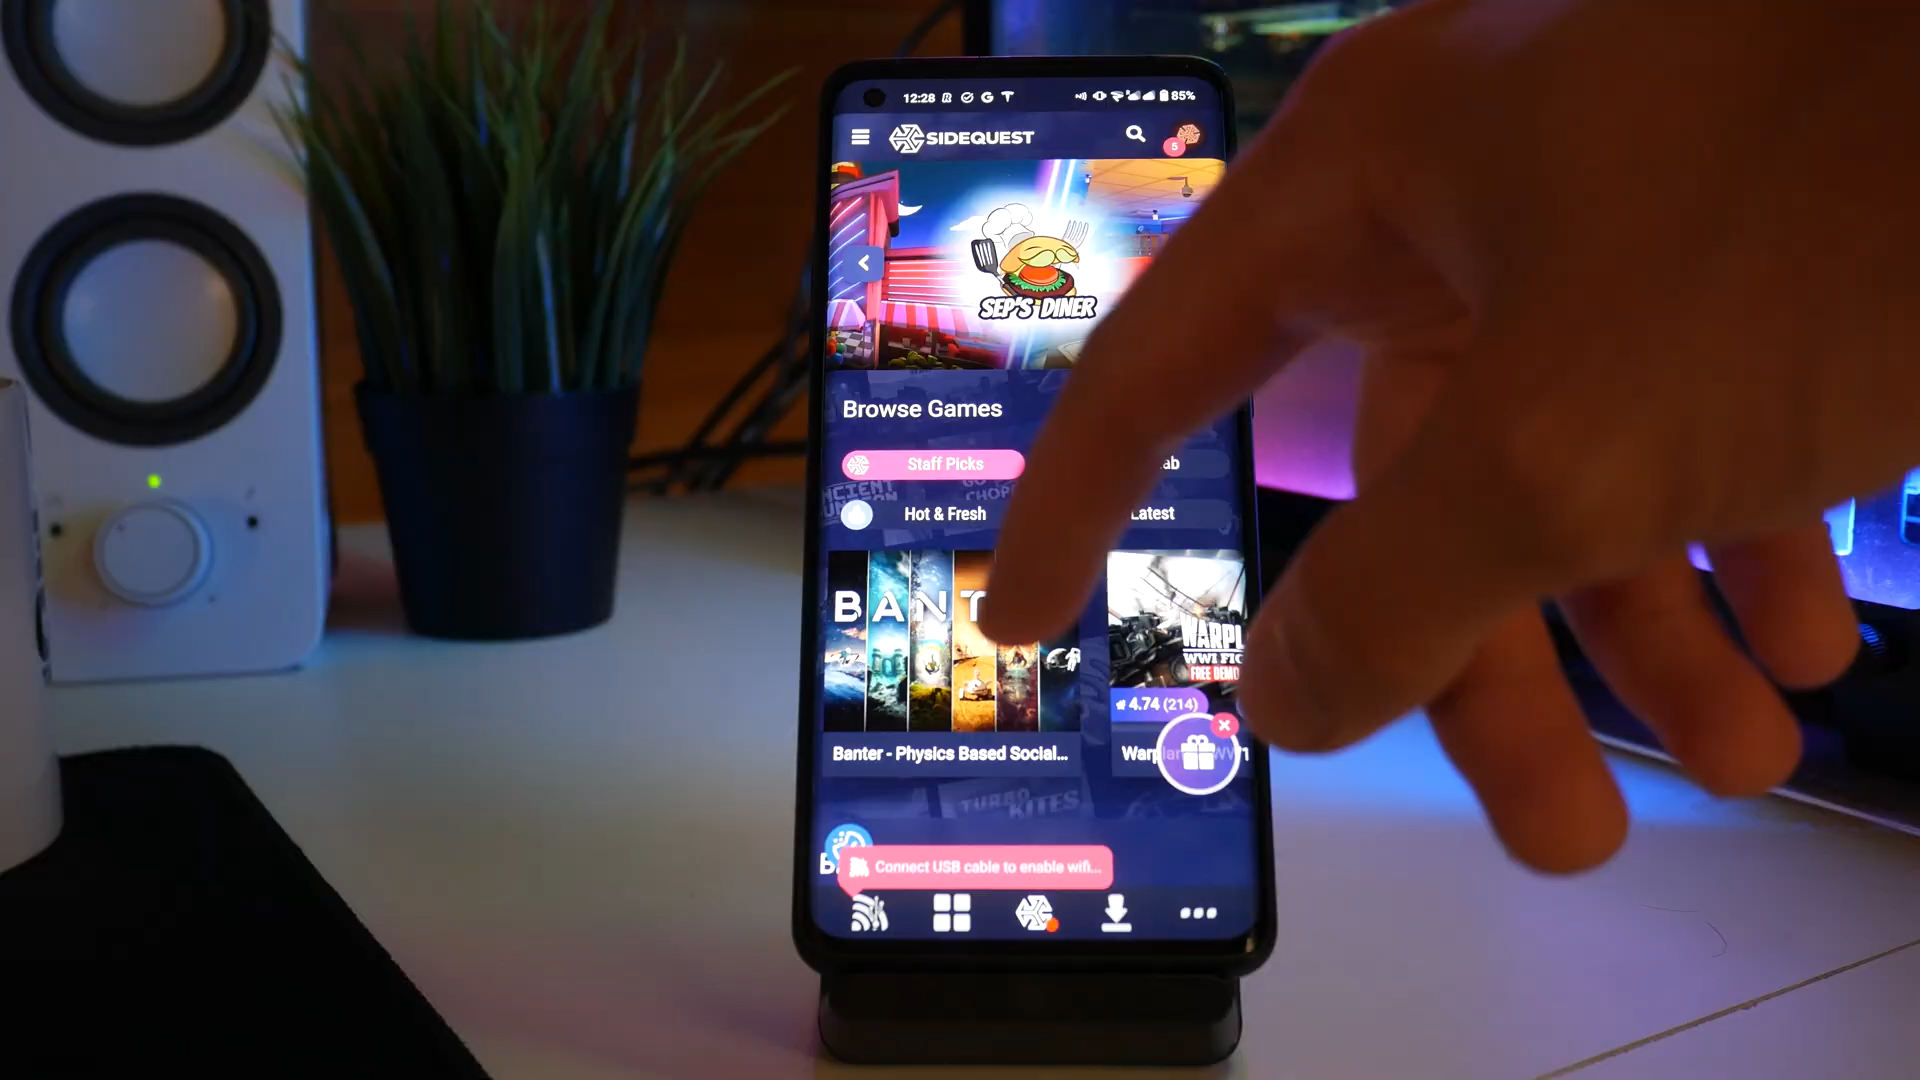 12:28
85%
SIDEQUEST
5
SEP'S DINER
Browse Games
Staff Picks
ab
Hot & Fresh
Latest
BANT
WARPL
WW1 FIG
FREE DEMO
4.74 (214)
Banter - Physics Based Social...
TURBO
KITES
Connect USB cable to enable wifi...